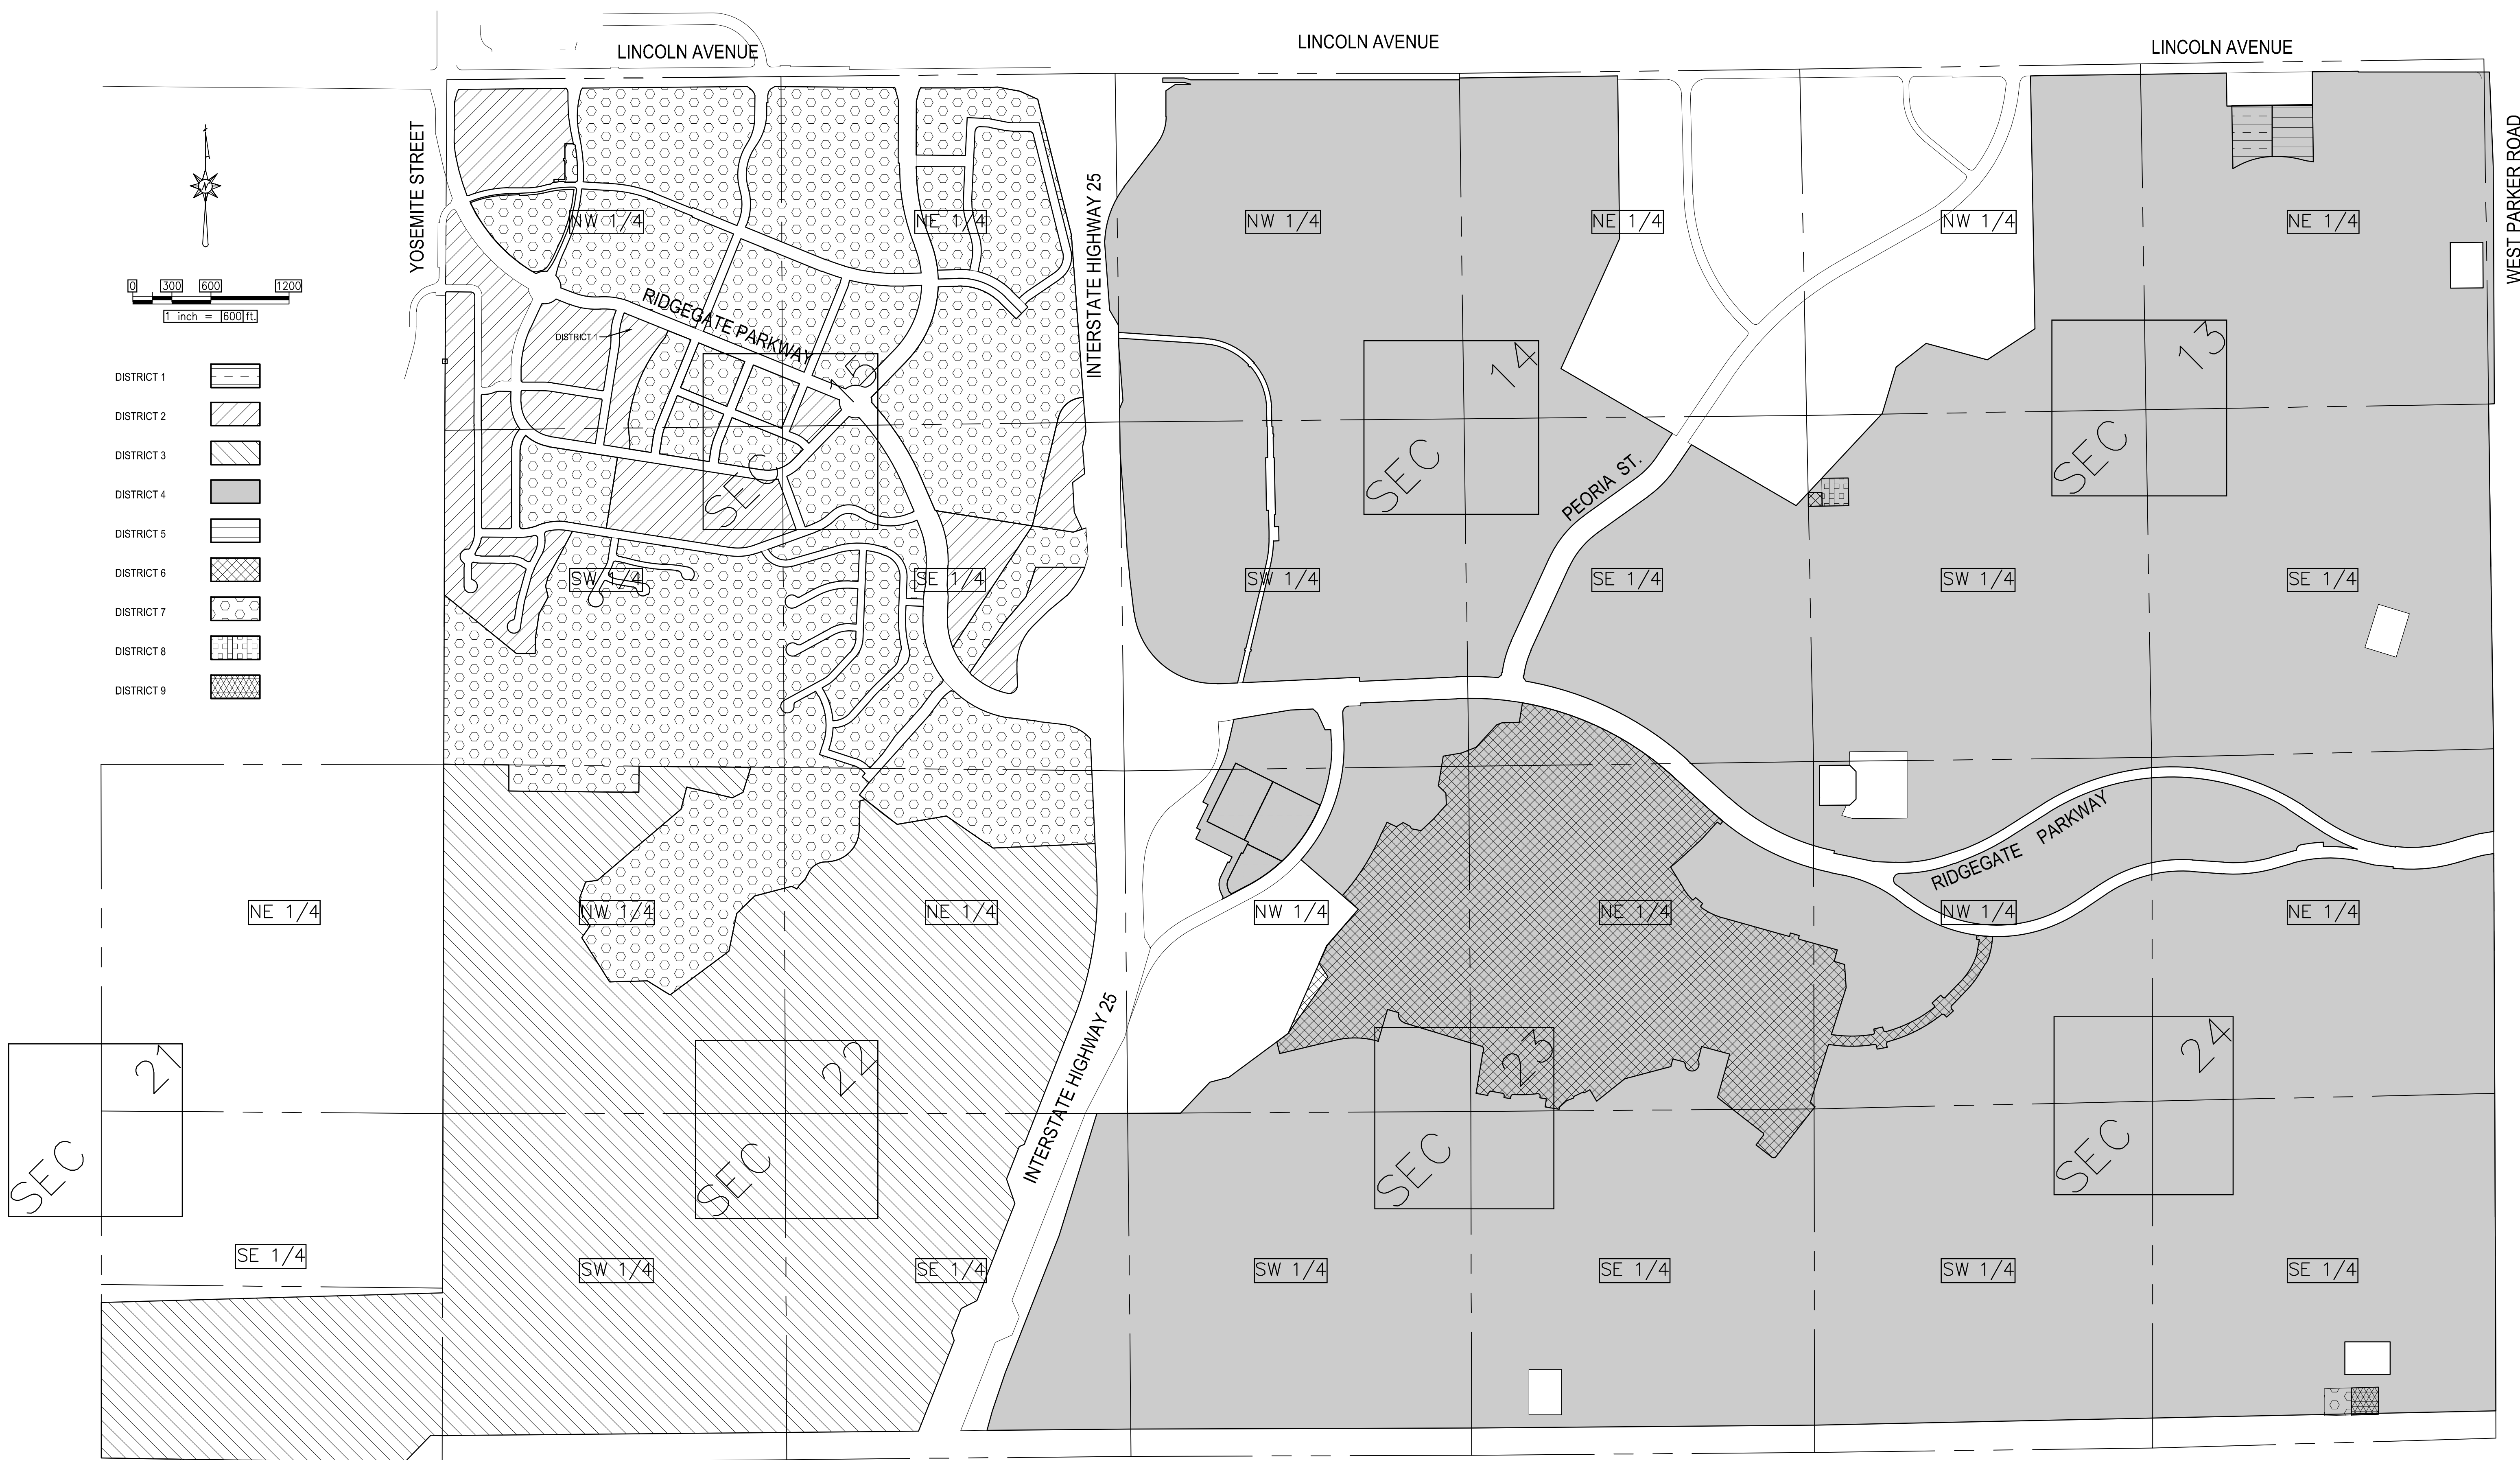 LINCOLN AVENUE
LINCOLN AVENUE
LINCOLN AVENUE
YOSEMITE STREET
INTERSTATE HIGHWAY 25
WEST PARKER ROAD
N
NW 1/4
NE 1/4
NW 1/4
NE 1/4
NW 1/4
NE 1/4
0 300 600 1200
1 inch = 600 ft.
RIDGEGATE PARKWAY
DISTRICT 1
SEC 15
SEC 14
SEC 13
DISTRICT 1
DISTRICT 2
DISTRICT 3
DISTRICT 4
DISTRICT 5
DISTRICT 6
DISTRICT 7
DISTRICT 8
DISTRICT 9
PEORIA ST.
SW 1/4
SE 1/4
SW 1/4
SE 1/4
SW 1/4
SE 1/4
RIDGEGATE PARKWAY
NE 1/4
NW 1/4
NE 1/4
NW 1/4
NE 1/4
NW 1/4
NE 1/4
INTERSTATE HIGHWAY 25
SEC 21
SEC 22
SEC 23
SEC 24
SE 1/4
SW 1/4
SE 1/4
SW 1/4
SE 1/4
SW 1/4
SE 1/4